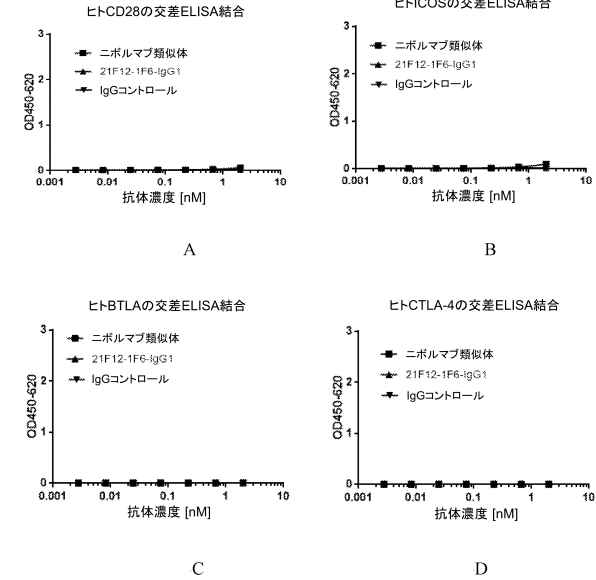 ヒトCD28の交差ELISA結合
3
2
1
0
OD450-620
ニボルマブ類似体
21F12-1F6-IgG1
IgGコントロール
0.001
0.01
0.1
1
10
抗体濃度 [nM]
A
ヒトICOSの交差ELISA結合
3
2
1
0
OD450-620
ニボルマブ類似体
21F12-1F6-IgG1
IgGコントロール
0.001
0.01
0.1
1
10
抗体濃度 [nM]
B
ヒトBTLAの交差ELISA結合
3
2
1
0
OD450-620
ニボルマブ類似体
21F12-1F6-IgG1
IgGコントロール
0.001
0.01
0.1
1
10
抗体濃度 [nM]
C
ヒトCTLA-4の交差ELISA結合
3
2
1
0
OD450-620
ニボルマブ類似体
21F12-1F6-IgG1
IgGコントロール
0.001
0.01
0.1
1
10
抗体濃度 [nM]
D